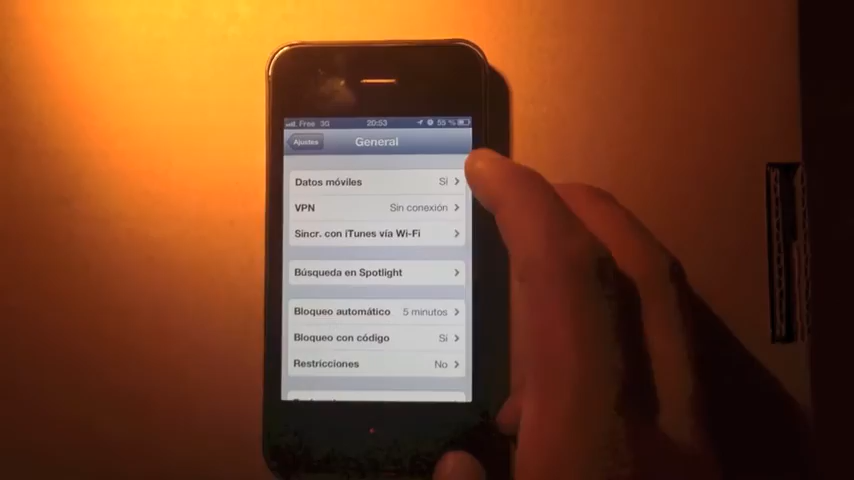 Free 3G 20:53 55 %
Ajustes General
Datos móviles Sí
VPN Sin conexión
Sincr. con iTunes vía Wi-Fi
Búsqueda en Spotlight
Bloqueo automático 5 minutos
Bloqueo con código Sí
Restricciones No